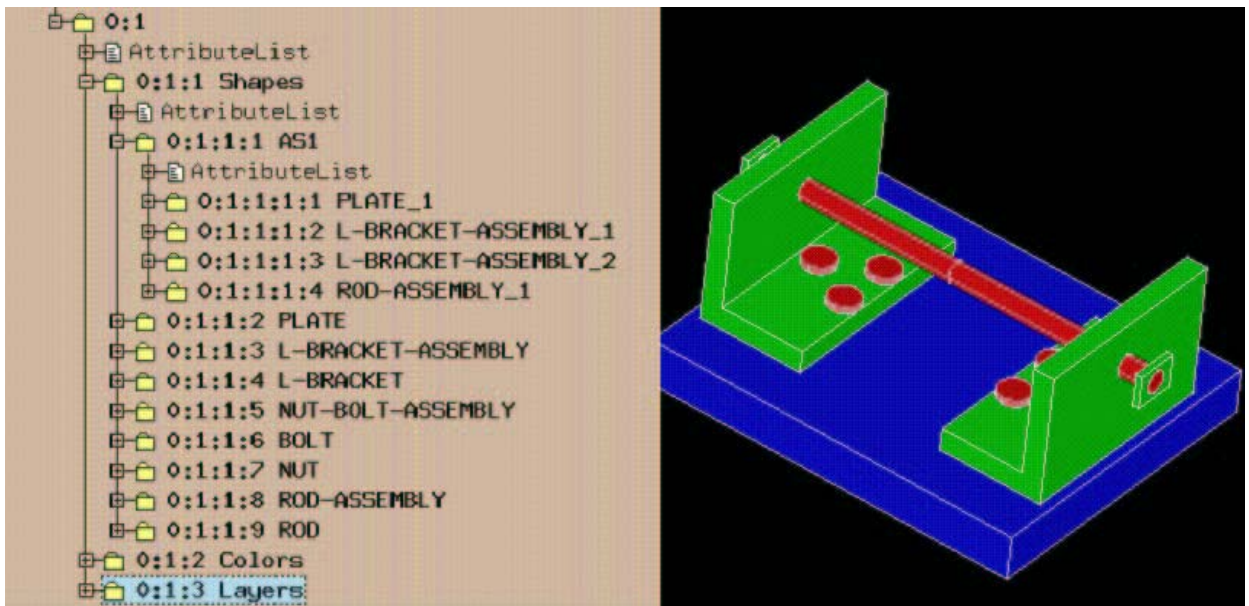 0:1
AttributeList
0:1:1 Shapes
AttributeList
0:1:1:1 AS1
AttributeList
0:1:1:1:1 PLATE_1
0:1:1:1:2 L-BRACKET-ASSEMBLY_1
0:1:1:1:3 L-BRACKET-ASSEMBLY_2
0:1:1:1:4 ROD-ASSEMBLY_1
0:1:1:2 PLATE
0:1:1:3 L-BRACKET-ASSEMBLY
0:1:1:4 L-BRACKET
0:1:1:5 NUT-BOLT-ASSEMBLY
0:1:1:6 BOLT
0:1:1:7 NUT
0:1:1:8 ROD-ASSEMBLY
0:1:1:9 ROD
0:1:2 Colors
0:1:3 Layers